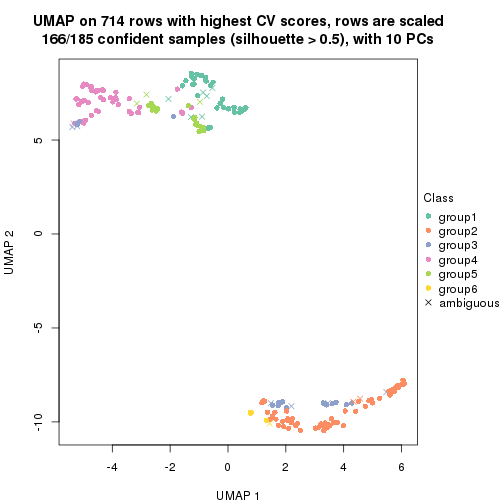 UMAP on 714 rows with highest CV scores, rows are scaled
166/185 confident samples (silhouette > 0.5), with 10 PCs
5
0
-5
-10
UMAP 2
-4
-2
0
2
4
6
UMAP 1
Class
group1
group2
group3
group4
group5
group6
ambiguous